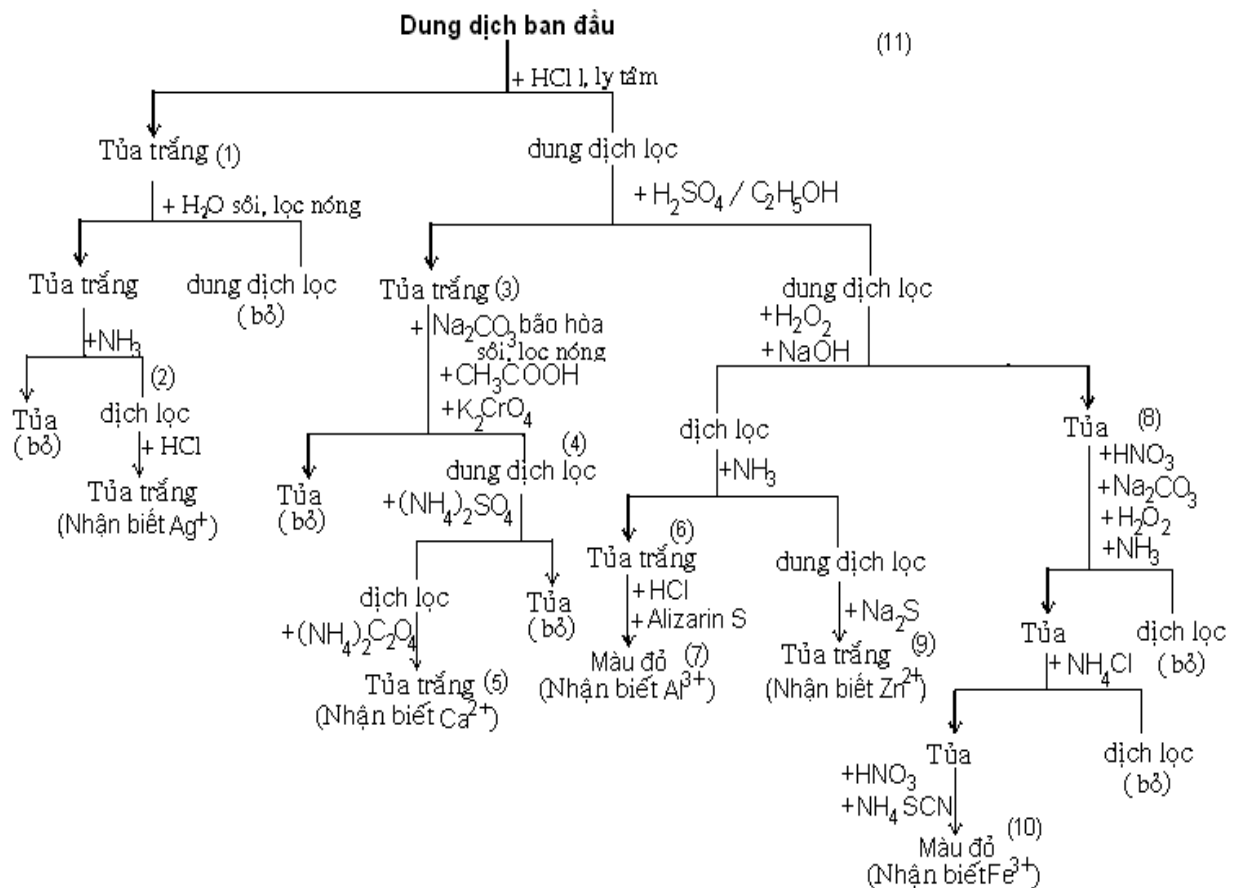 Dung dịch ban đầu
(11)
+ HCl l, ly tâm
Tủa trắng (1)
dung dịch lọc
+ H2O sôi, lọc nóng
+ H2SO4 / C2H5OH
Tủa trắng
dung dịch lọc
(bỏ)
Tủa trắng (3)
dung dịch lọc
+NH3
+ Na2CO3 bão hòa
sôi, lọc nóng
+CH3COOH
+K2CrO4
+H2O2
+NaOH
Tủa
(bỏ)
(2)
dịch lọc
+ HCl
Tủa trắng
(Nhận biết Ag+)
Tủa
(bỏ)
(4)
dung dịch lọc
+(NH4)2SO4
dịch lọc
+NH3
Tủa (8)
+HNO3
+Na2CO3
+H2O2
+NH3
dịch lọc
+(NH4)2C2O4
Tủa
(bỏ)
Tủa trắng (5)
(Nhận biết Ca2+)
(6)
Tủa trắng
+ HCl
+ Alizarin S
Màu đỏ (7)
(Nhận biết Al3+)
dung dịch lọc
+ Na2S
Tủa trắng (9)
(Nhận biết Zn2+)
Tủa
+ NH4Cl
dịch lọc
(bỏ)
Tủa
+HNO3
+NH4SCN
dịch lọc
(bỏ)
Màu đỏ (10)
(Nhận biết Fe3+)